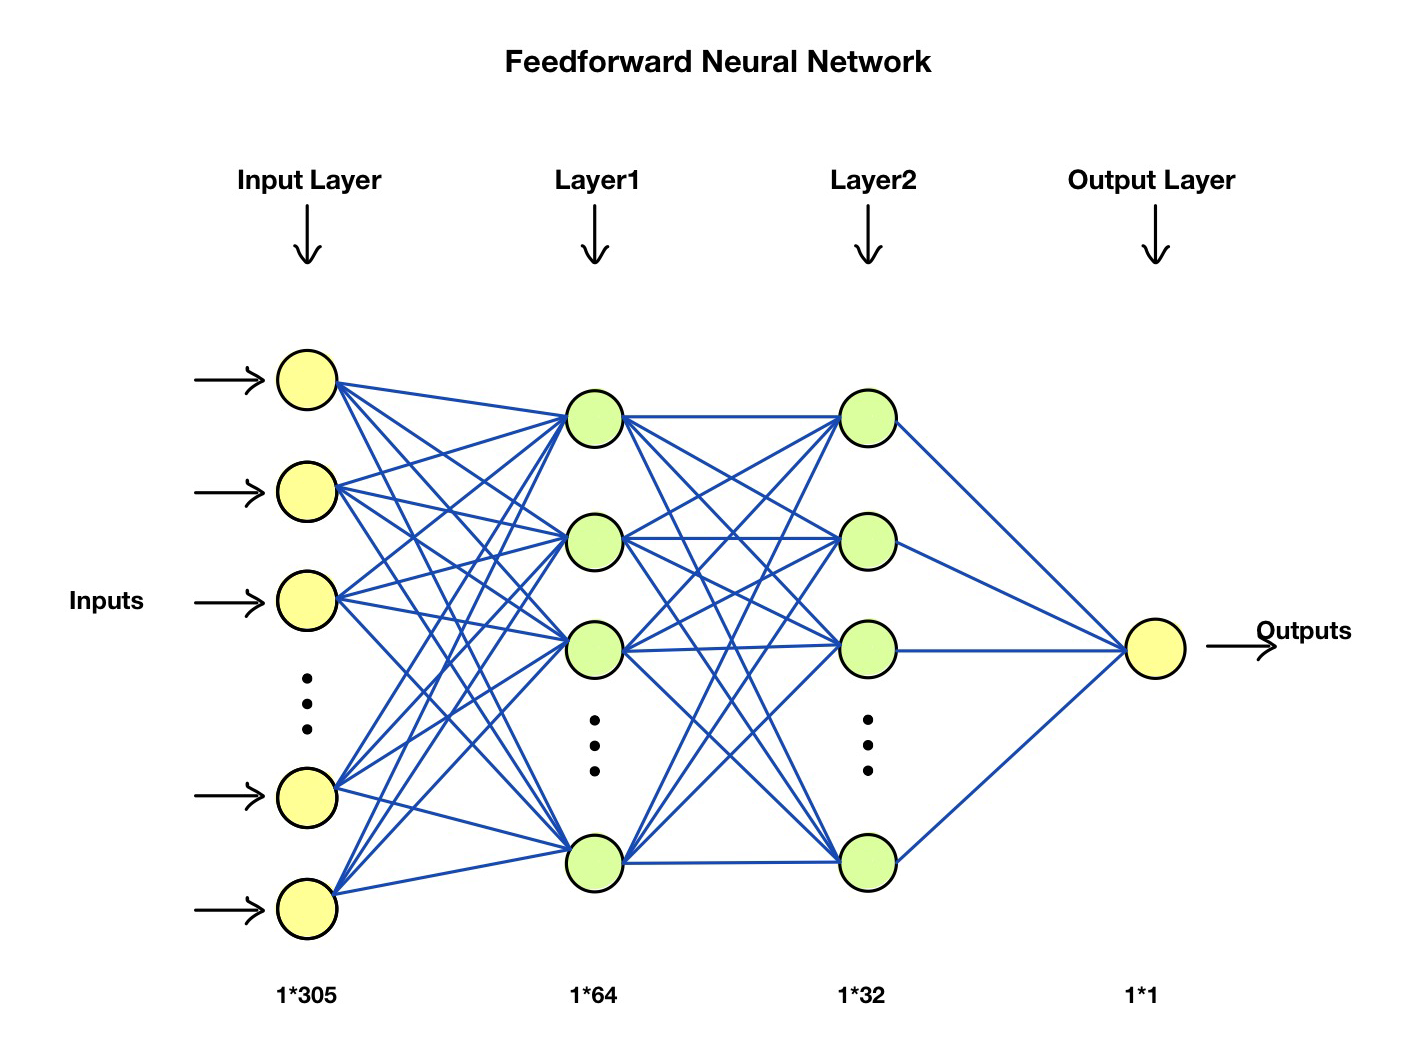 Feedforward Neural Network
Input Layer
Layer1
Layer2
Output Layer
Inputs
Outputs
1*305
1*64
1*32
1*1